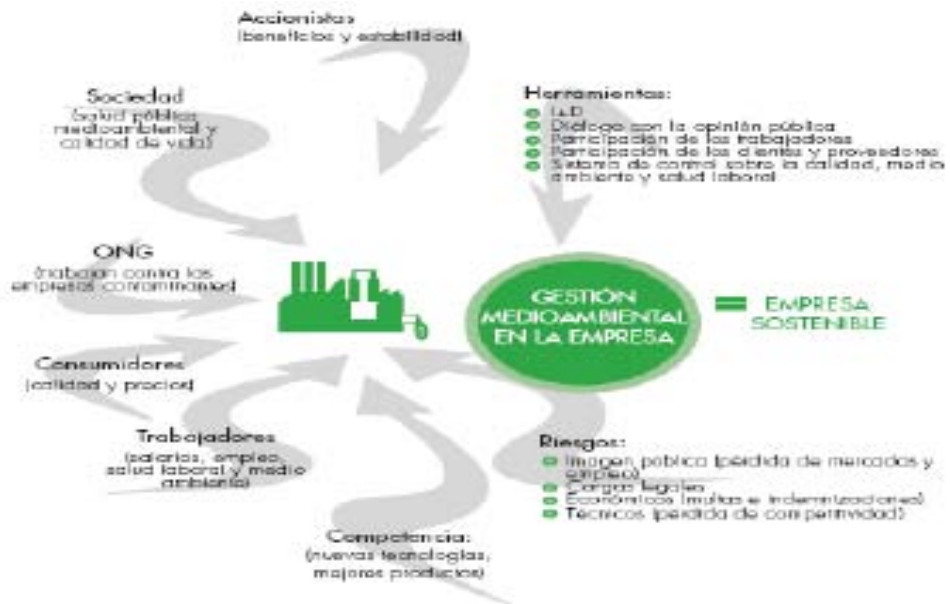 Accionistas
(beneficios y estabilidad)
Sociedad
(salud pública,
medioambiental y
calidad de vida)
ONG
(trabajan contra las
empresas contaminantes)
Consumidores
(calidad y precios)
Trabajadores
(salarios, empleo,
salud laboral y medio
ambiente)
Competencia:
(nuevas tecnologías,
mejores productos)
Herramientas:
I+D
Diálogo con la opinión pública
Participación de los trabajadores
Participación de los clientes y proveedores
Sistema de control sobre la calidad, medio
ambiente y salud laboral
GESTIÓN
MEDIOAMBIENTAL
EN LA EMPRESA
= EMPRESA
SOSTENIBLE
Riesgos:
Imagen pública (pérdida de mercados y
empleo)
Cargas legales
Económicos (multas e indemnizaciones)
Técnicos (pérdida de competitividad)